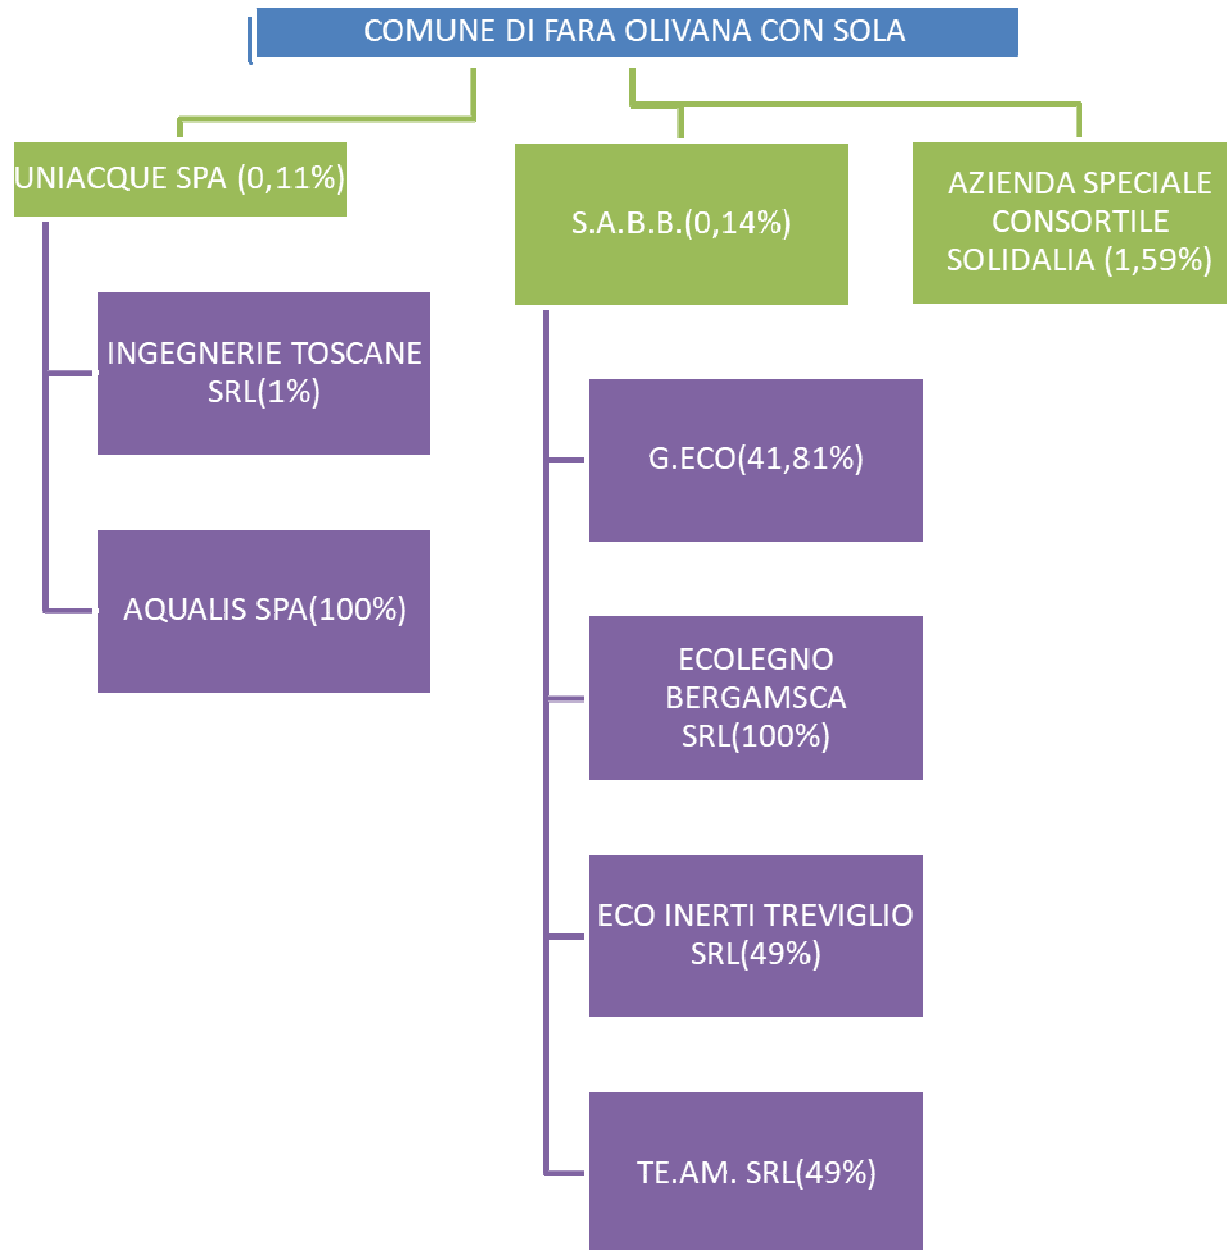 COMUNE DI FARA OLIVANA CON SOLA
UNIACQUE SPA (0,11%)
S.A.B.B.(0,14%)
AZIENDA SPECIALE
CONSORTILE
SOLIDALIA (1,59%)
INGEGNERIE TOSCANE
SRL(1%)
AQUALIS SPA(100%)
G.ECO(41,81%)
ECOLEGNO
BERGAMSCA
SRL(100%)
ECO INERTI TREVIGLIO
SRL(49%)
TE.AM. SRL(49%)